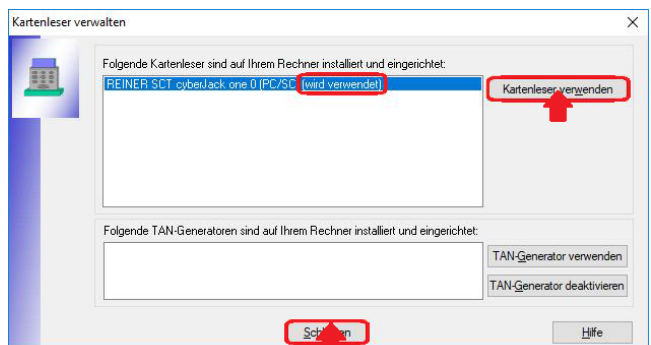 Kartenleser verwalten
Folgende Kartenleser sind auf Ihrem Rechner installiert und eingerichtet:
REINER SCT cyberJack one 0 (PC/SC (wird verwendet)
Kartenleser verwenden
Folgende TAN-Generatoren sind auf Ihrem Rechner installiert und eingerichtet:
TAN-Generator verwenden
TAN-Generator deaktivieren
Hilfe